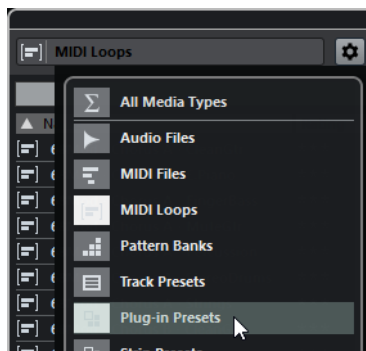 MIDI Loops
All Media Types
Audio Files
MIDI Files
MIDI Loops
Pattern Banks
Track Presets
Plug-in Presets